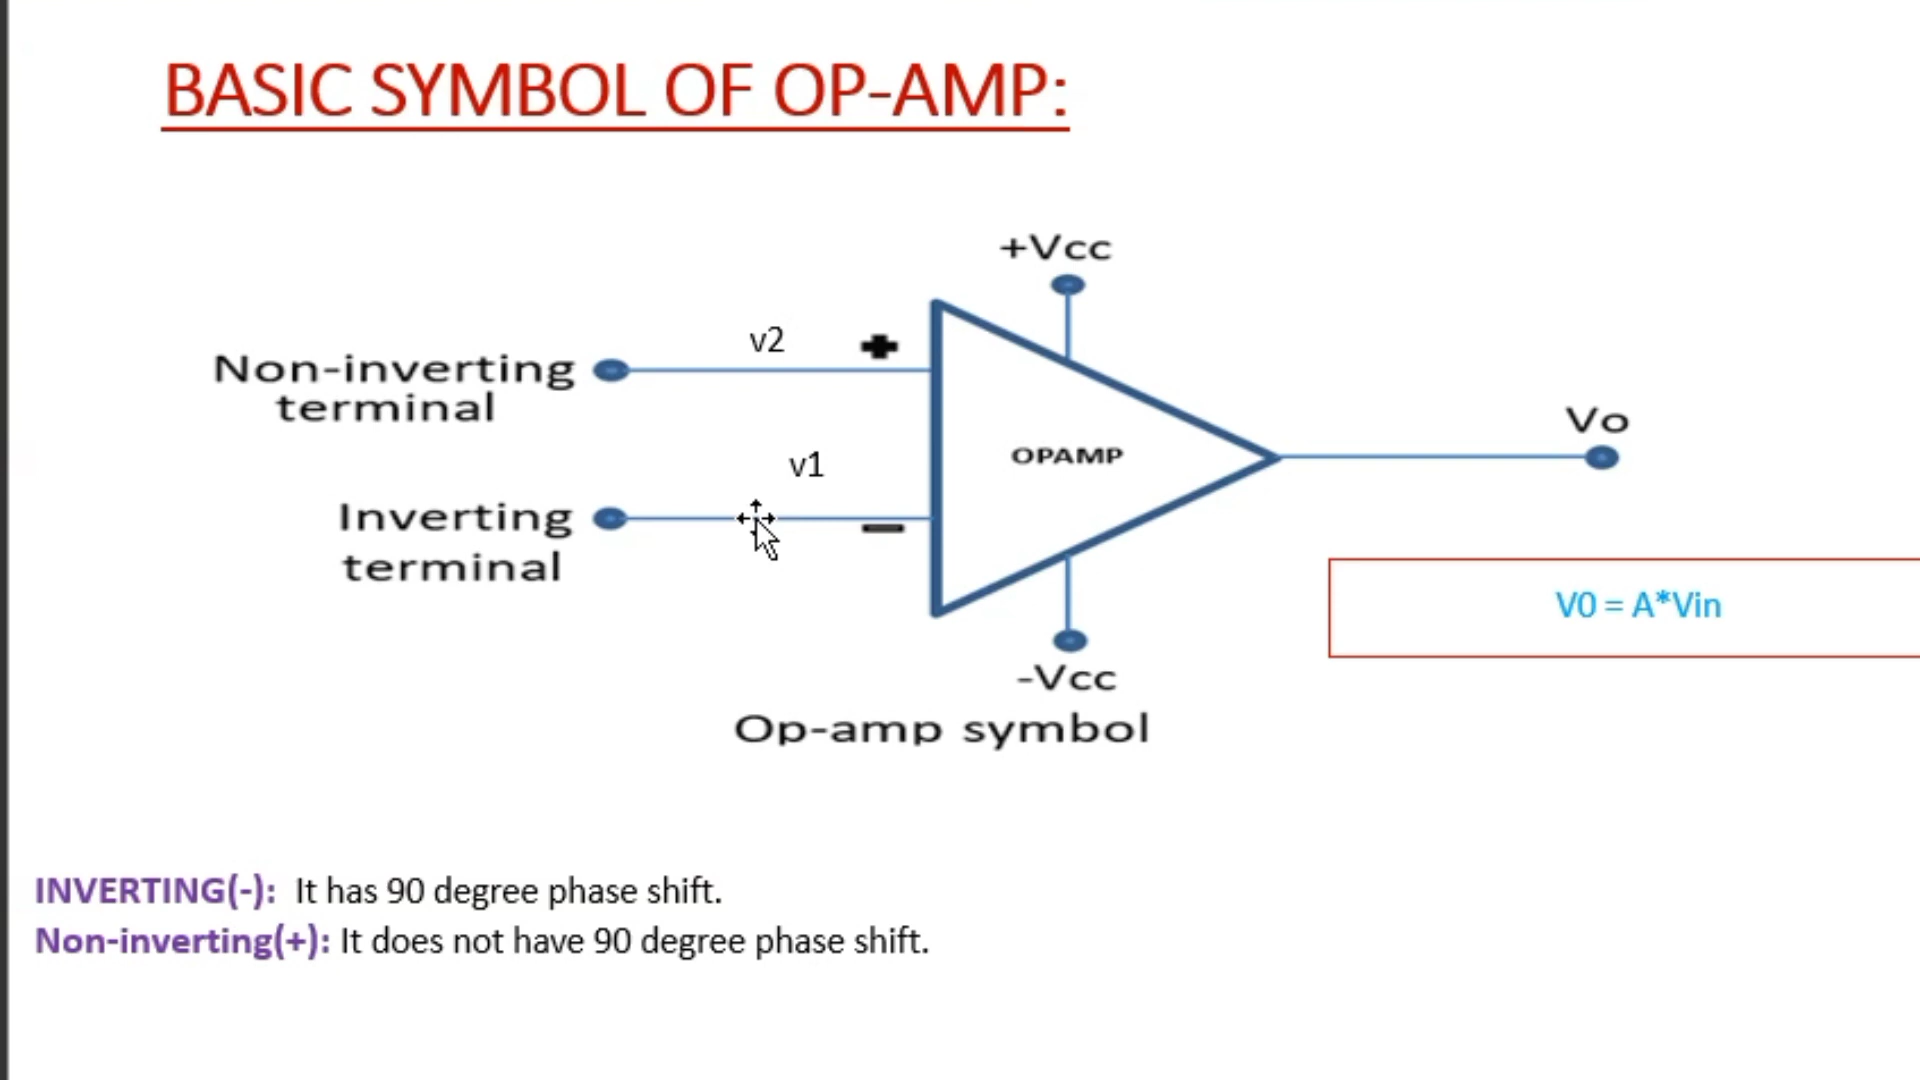 BASIC SYMBOL OF OP-AMP:
+Vcc
v2
+
Non-inverting
terminal
Vo
OPAMP
v1
Inverting
terminal
−
V0 = A*Vin
-Vcc
Op-amp symbol
INVERTING(-): It has 90 degree phase shift.
Non-inverting(+): It does not have 90 degree phase shift.